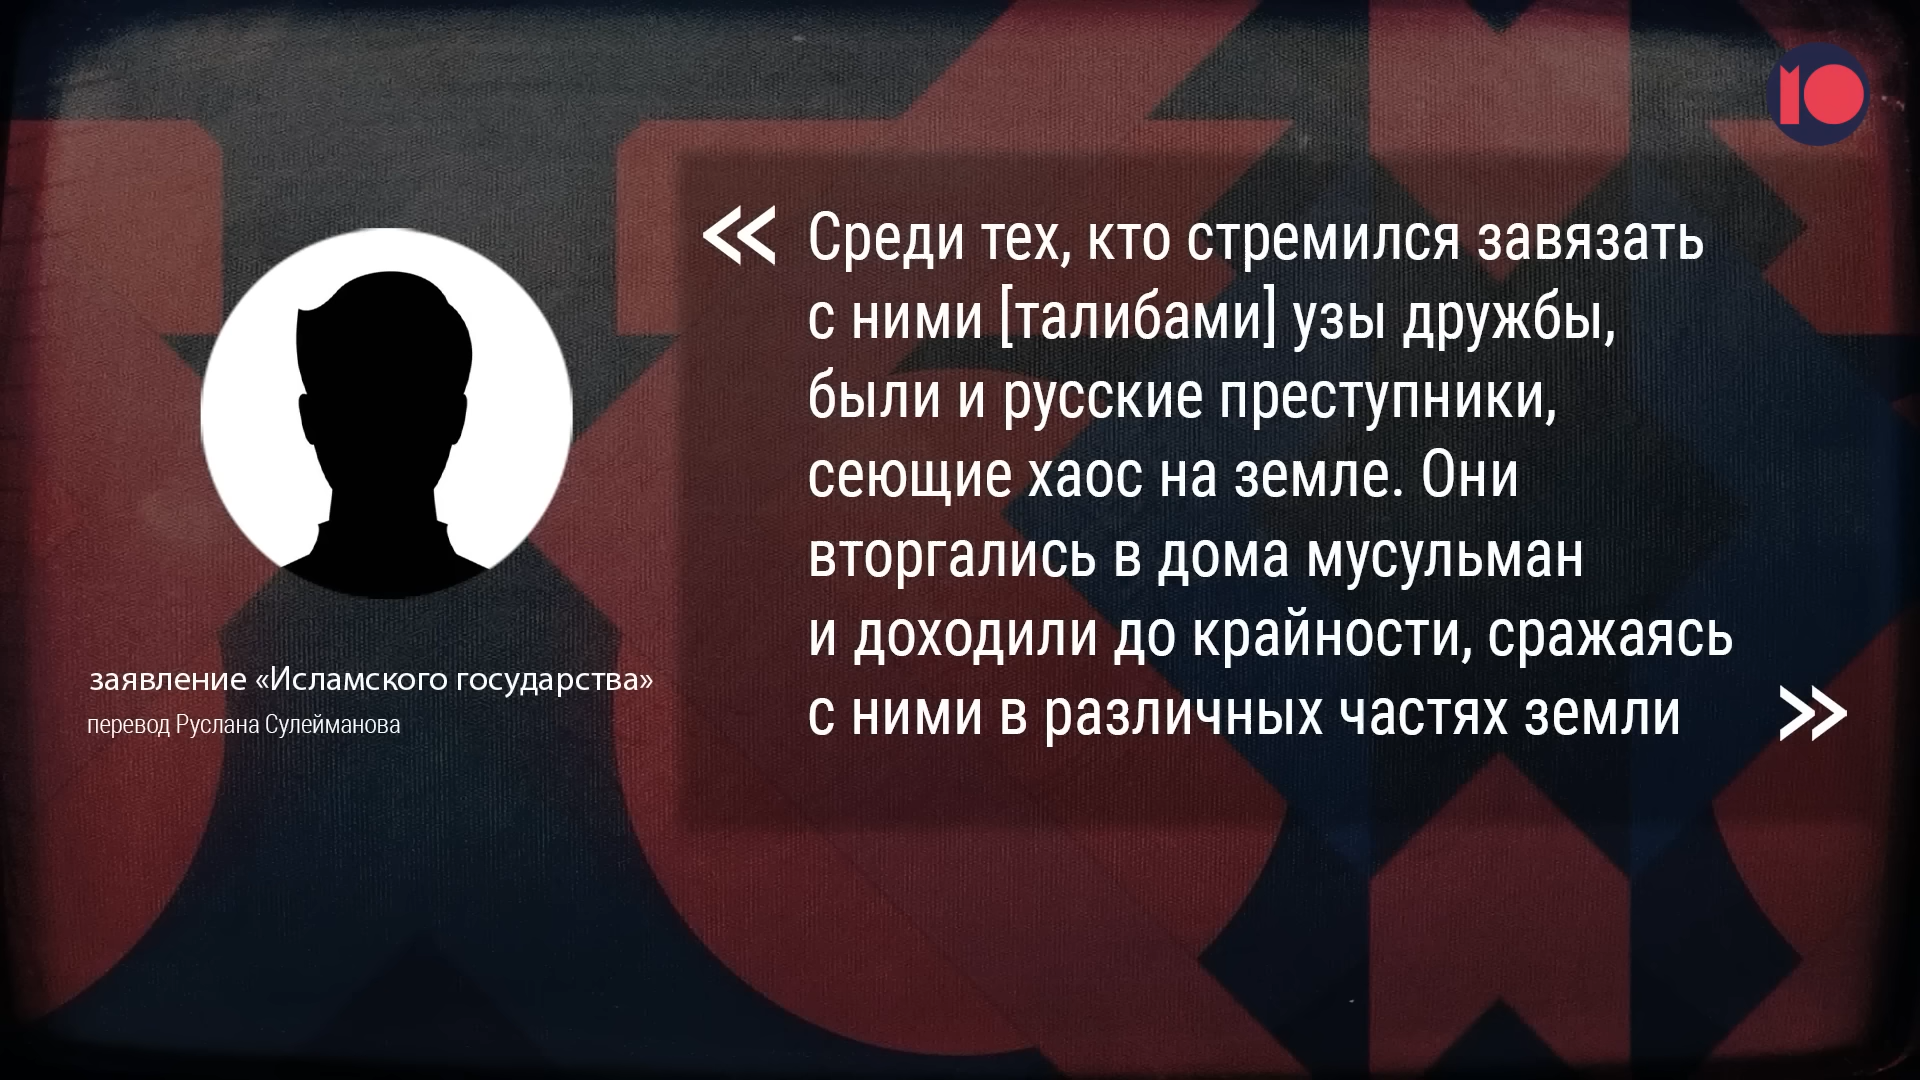 Ю
« Среди тех, кто стремился завязать
с ними [талибами] узы дружбы,
были и русские преступники,
сеющие хаос на земле. Они
вторгались в дома мусульман
и доходили до крайности, сражаясь
с ними в различных частях земли »
заявление «Исламского государства»
перевод Руслана Сулейманова